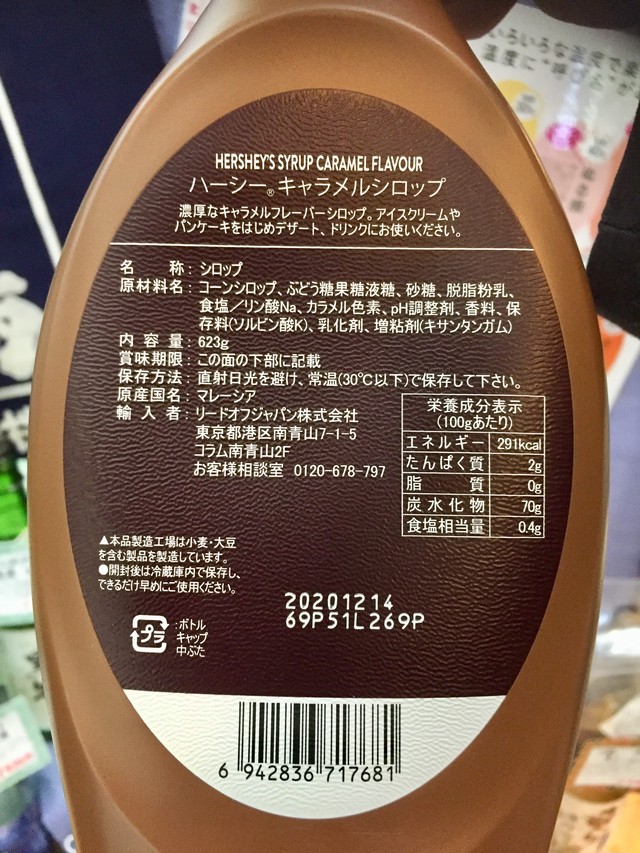 いろいろな温度で楽
温度に"呼び
HERSHEY'S SYRUP CARAMEL FLAVOUR
ハーシー®キャラメルシロップ
濃厚なキャラメルフレーバーシロップ。アイスクリームや
パンケーキをはじめデザート、ドリンクにお使いください。
名 称：シロップ
原材料名：コーンシロップ、ぶどう糖果糖液糖、砂糖、脱脂粉乳、
食塩／リン酸Na、カラメル色素、pH調整剤、香料、保
存料(ソルビン酸K)、乳化剤、増粘剤(キサンタンガム)
内 容 量：623g
賞味期限：この面の下部に記載
保存方法：直射日光を避け、常温(30℃以下)で保存して下さい。
原産国名：マレーシア
輸 入 者：リードオフジャパン株式会社
東京都港区南青山7-1-5
コラム南青山2F
お客様相談室 0120-678-797
栄養成分表示
(100gあたり)
エネルギー 291kcal
たんぱく質 2g
脂 質 0g
炭水化物 70g
食塩相当量 0.4g
▲本品製造工場は小麦・大豆
を含む製品を製造しています。
●開封後は冷蔵庫内で保存し、
できるだけ早めにご使用ください。
20201214
69P51L269P
プラ
：ボトル
キャップ
中ぶた
6 942836 717681